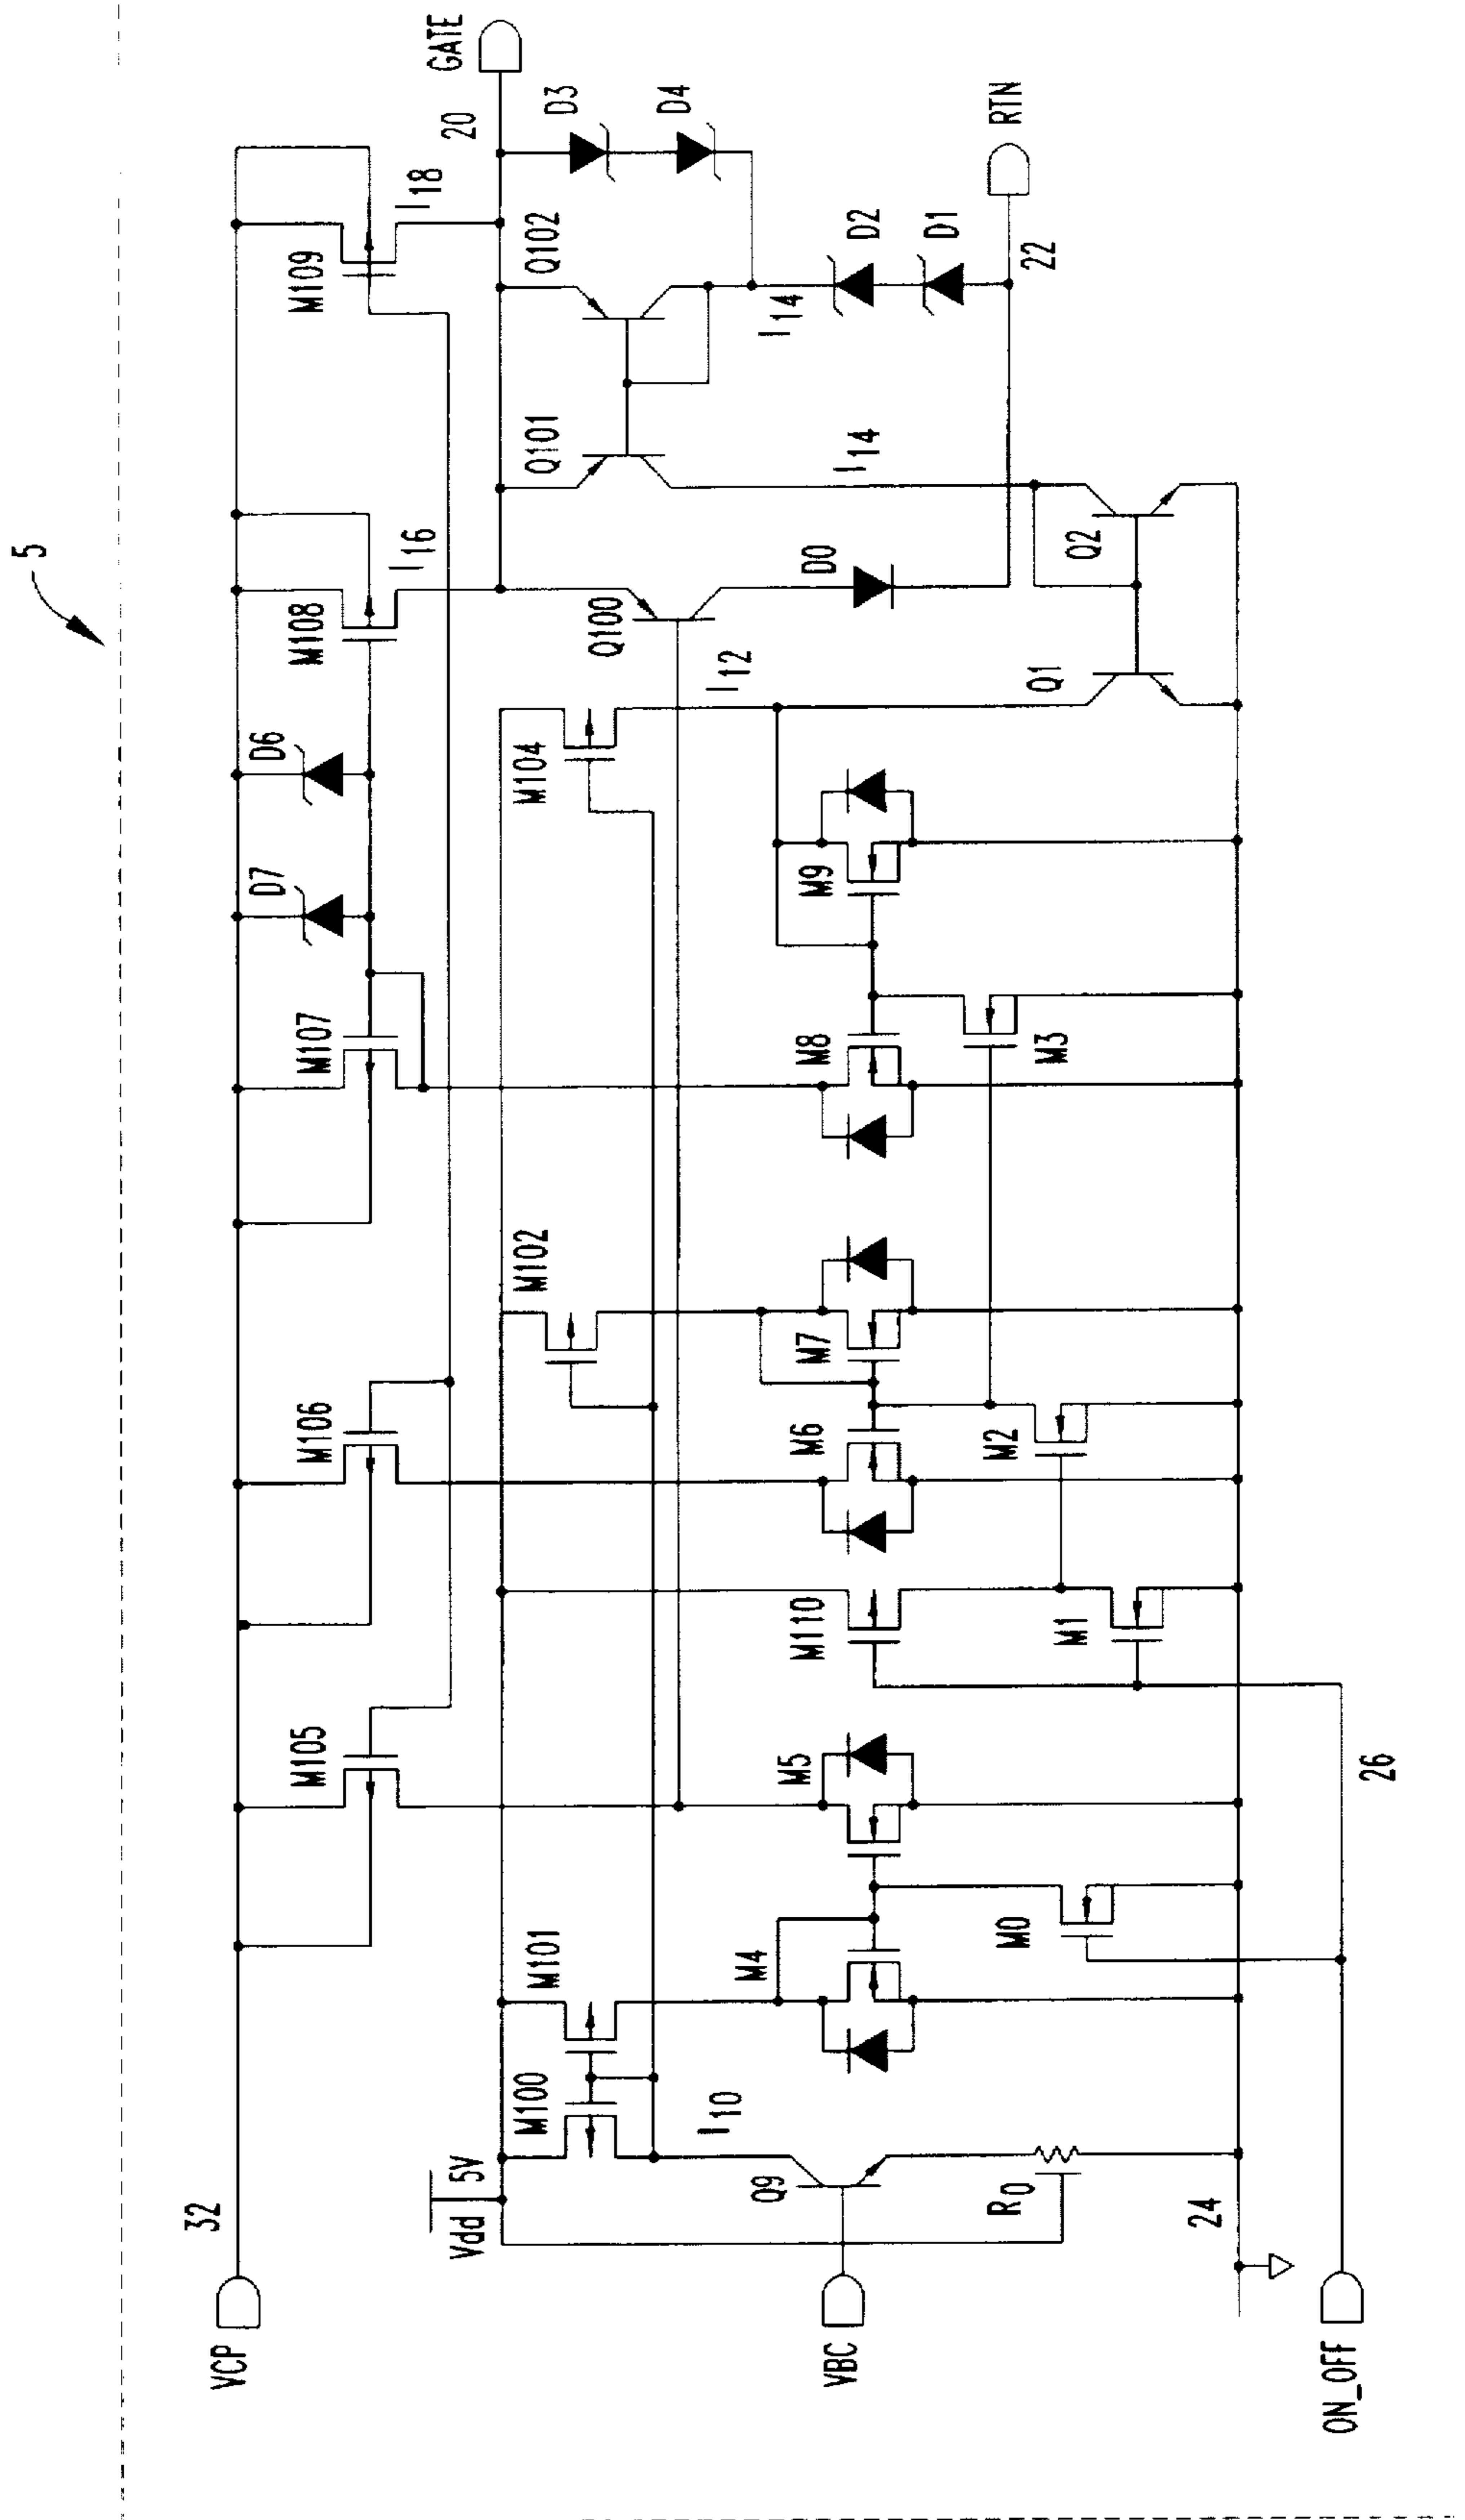 5
VCP
32
M105
M106
M107
D7
D6
M108
I16
M109
I18
20
GATE
Vdd
5V
M100
M101
M102
M104
Q100
Q101
Q102
D3
D4
I10
I12
I14
I14
VBC
Q9
M4
M5
M110
M6
M7
M8
M9
D0
D2
D1
RTN
22
R0
M0
M1
M2
M3
Q1
Q2
24
ON_OFF
26